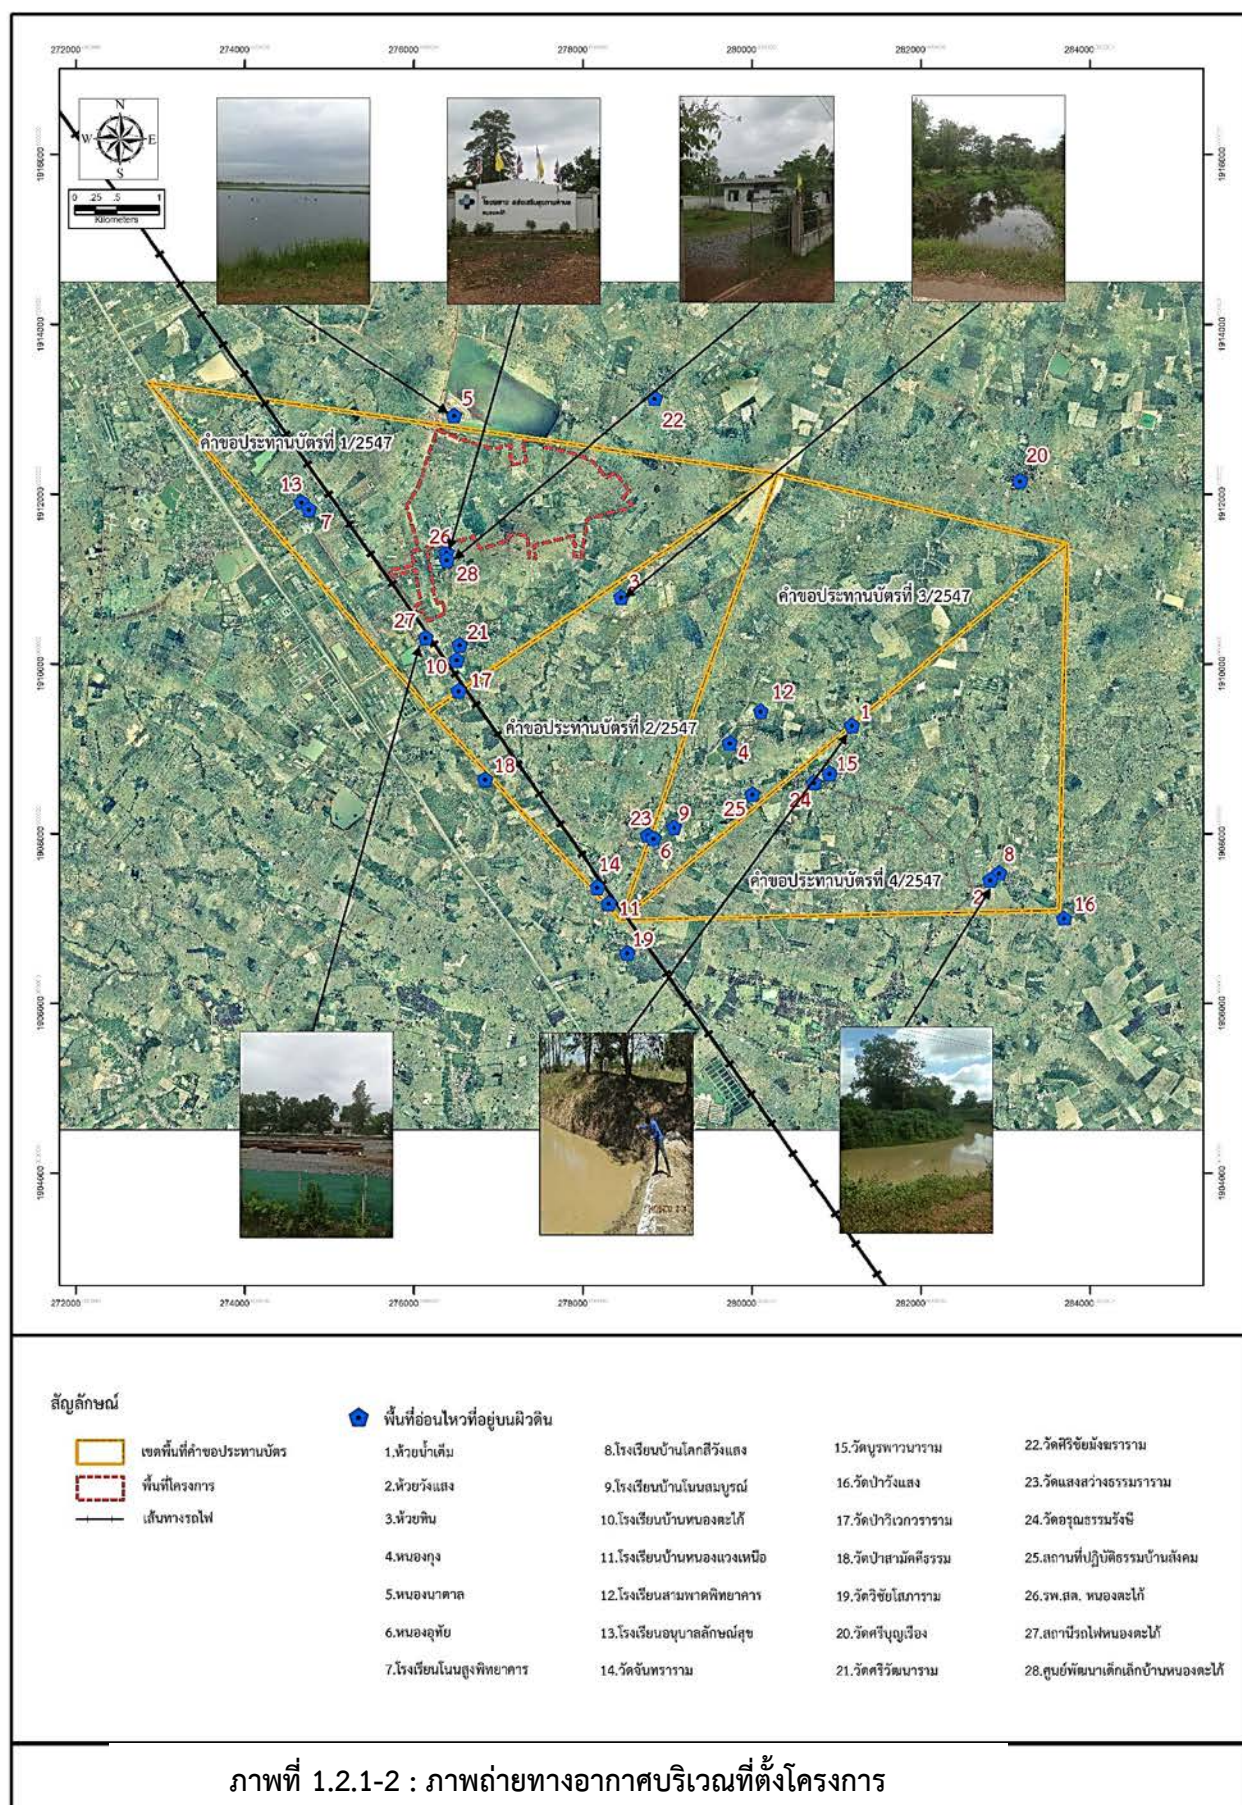 272000 274000 276000 278000 280000 282000 284000
N
W E
S
0 .25 .5 1
Kilometers
1916000
1914000
1912000
1910000
1908000
1906000
1904000
1916000
1914000
1912000
1910000
1908000
1906000
1904000
5
22
คำขอประทานบัตรที่ 1/2547
20
13
7
26
28
3
คำขอประทานบัตรที่ 3/2547
27
21
10
17
12
1
คำขอประทานบัตรที่ 2/2547
4
15
18
24
25
9
23
6
8
14
คำขอประทานบัตรที่ 4/2547
2
11
16
19
272000 274000 276000 278000 280000 282000 284000
สัญลักษณ์
เขตพื้นที่คำขอประทานบัตร
พื้นที่โครงการ
เส้นทางรถไฟ
พื้นที่อ่อนไหวที่อยู่บนผิวดิน
1.ห้วยน้ำเค็ม
2.ห้วยวังแสง
3.ห้วยหิน
4.หนองกุง
5.หนองนาตาล
6.หนองอุทัย
7.โรงเรียนโนนสูงพิทยาคาร
8.โรงเรียนบ้านโคกสีวังแสง
9.โรงเรียนบ้านโนนสมบูรณ์
10.โรงเรียนบ้านหนองตะไก้
11.โรงเรียนบ้านหนองแวงเหนือ
12.โรงเรียนสามพาดพิทยาคาร
13.โรงเรียนอนุบาลลักษณ์สุข
14.วัดจันทราราม
15.วัดบูรพาวนาราม
16.วัดป่าวังแสง
17.วัดป่าวิเวกวราราม
18.วัดป่าสามัคคีธรรม
19.วัดวิชัยโสภาราม
20.วัดศรีบุญเรือง
21.วัดศรีวัฒนาราม
22.วัดศิริชัยมังฆราราม
23.วัดแสงสว่างธรรมราราม
24.วัดอรุณธรรมรังษี
25.สถานที่ปฏิบัติธรรมบ้านสังคม
26.รพ.สต. หนองตะไก้
27.สถานีรถไฟหนองตะไก้
28.ศูนย์พัฒนาเด็กเล็กบ้านหนองตะไก้
ภาพที่ 1.2.1-2 : ภาพถ่ายทางอากาศบริเวณที่ตั้งโครงการ